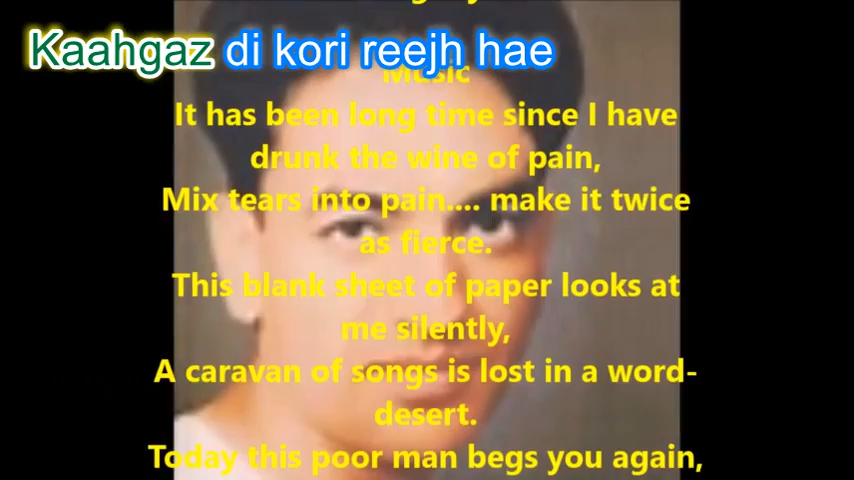 Kaahgaz di kori reejh hae
Music
It has been long time since I have
drunk the wine of pain,
Mix tears into pain.... make it twice
as fierce.
This blank sheet of paper looks at
me silently,
A caravan of songs is lost in a word-
desert.
Today this poor man begs you again,